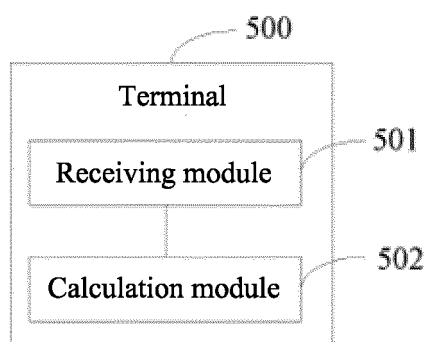 500
Terminal
501
Receiving module
502
Calculation module